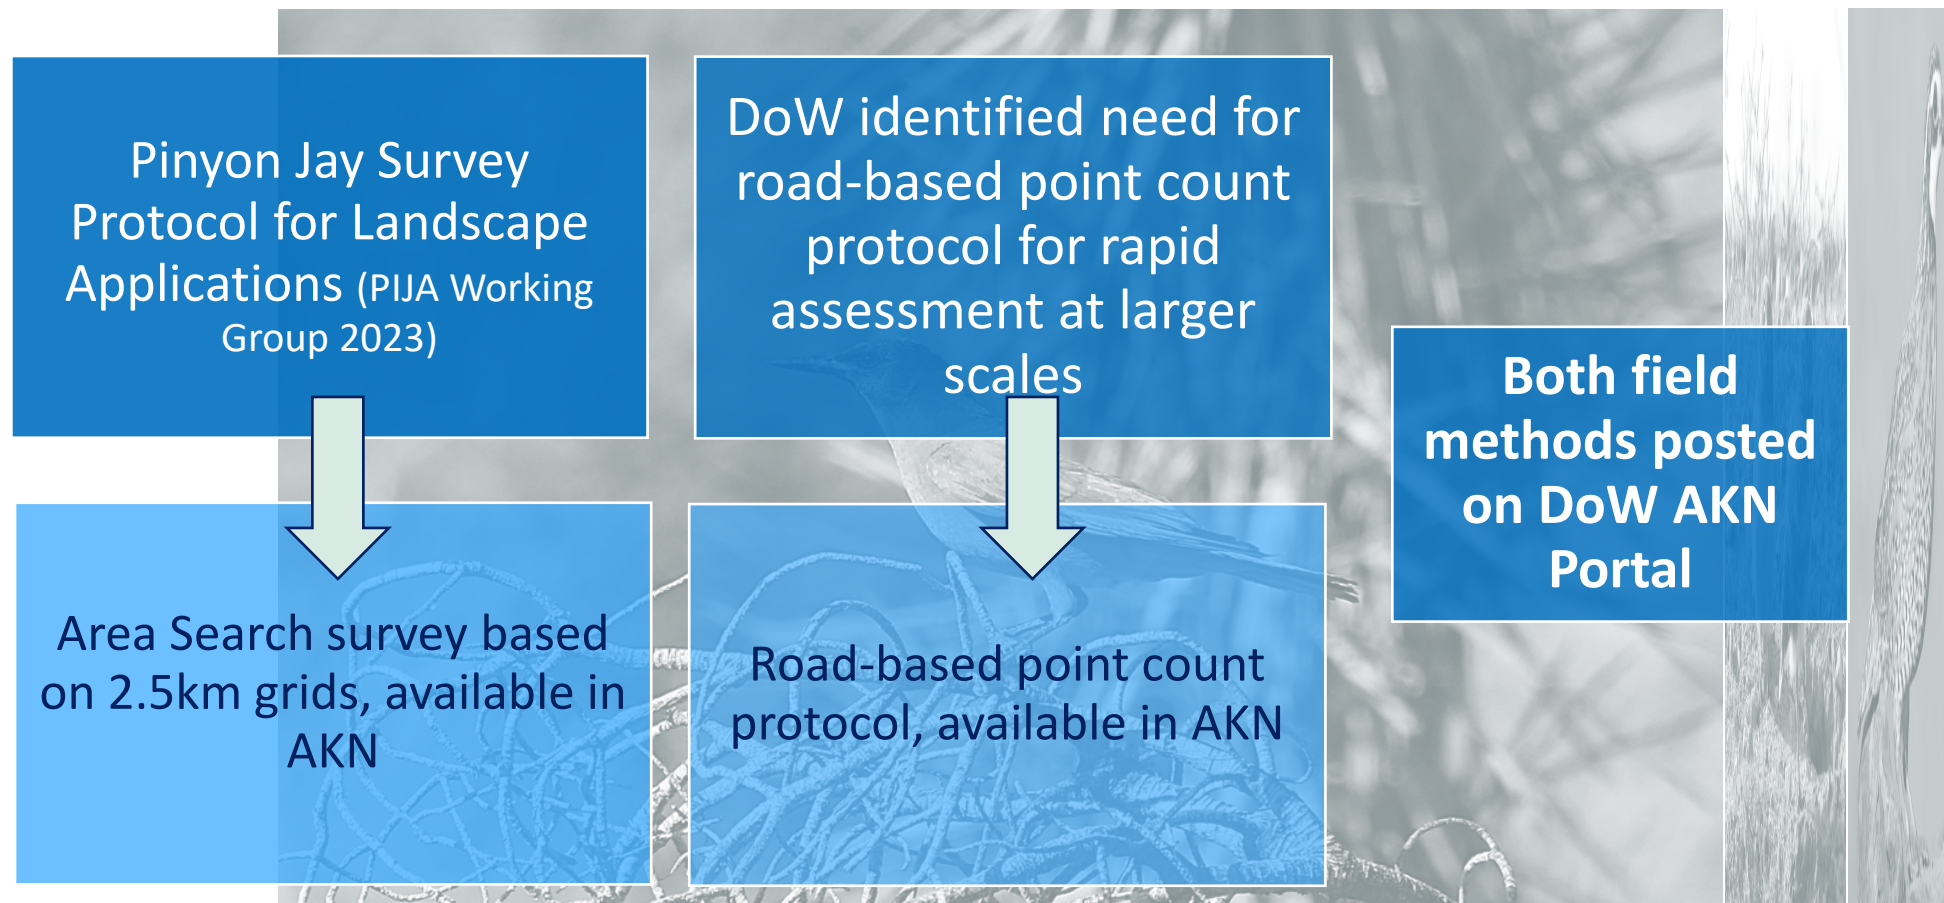 Pinyon Jay Survey
Protocol for Landscape
Applications (PIJA Working
Group 2023)
DoW identified need for
road-based point count
protocol for rapid
assessment at larger
scales
Area Search survey based
on 2.5km grids, available in
AKN
Road-based point count
protocol, available in AKN
Both field
methods posted
on DoW AKN
Portal